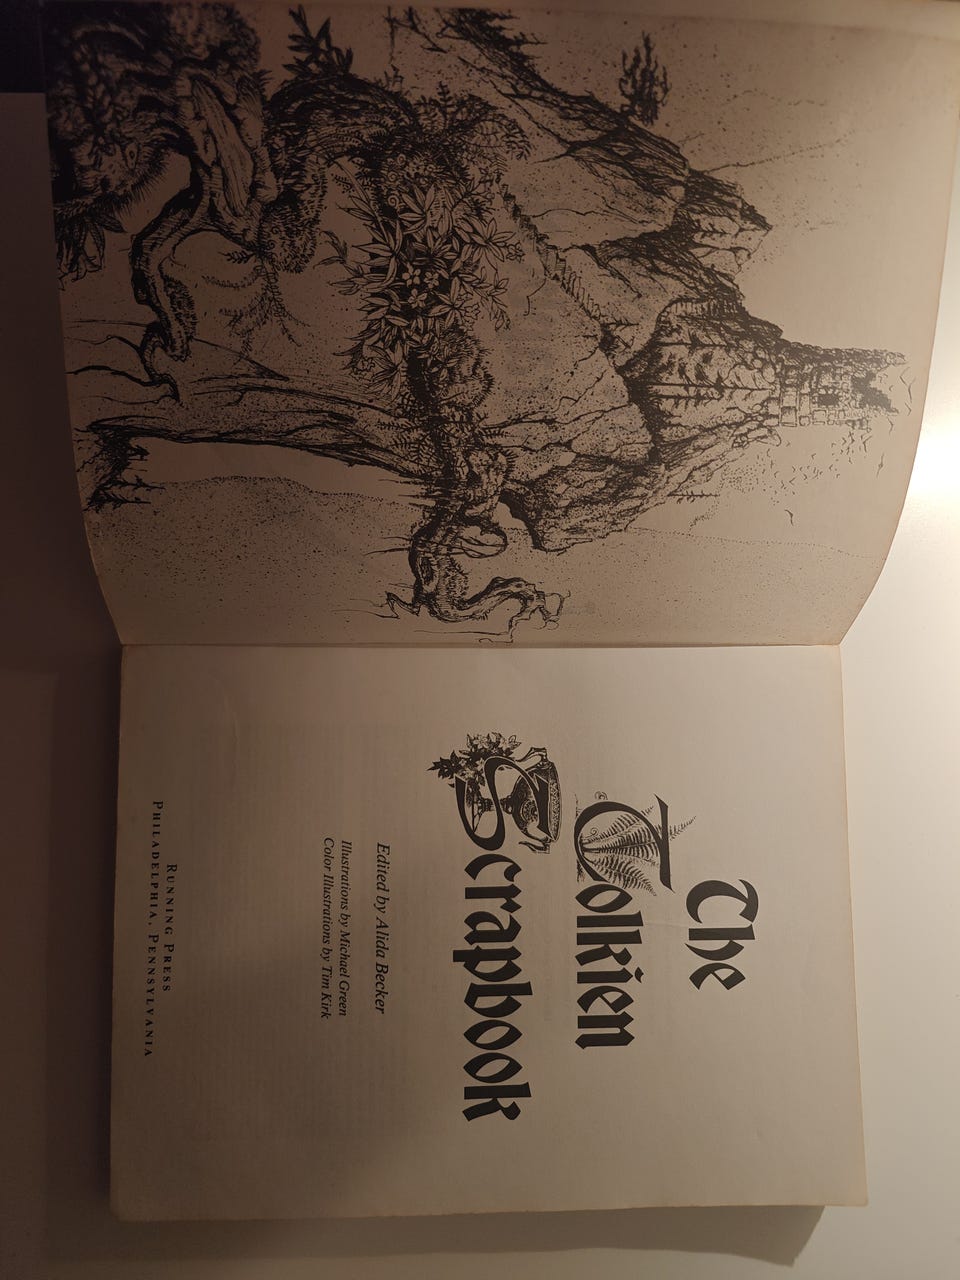 The
Tolkien
Scrapbook
Edited by Alida Becker
Illustrations by Michael Green
Color Illustrations by Tim Kirk
RUNNING PRESS
PHILADELPHIA, PENNSYLVANIA